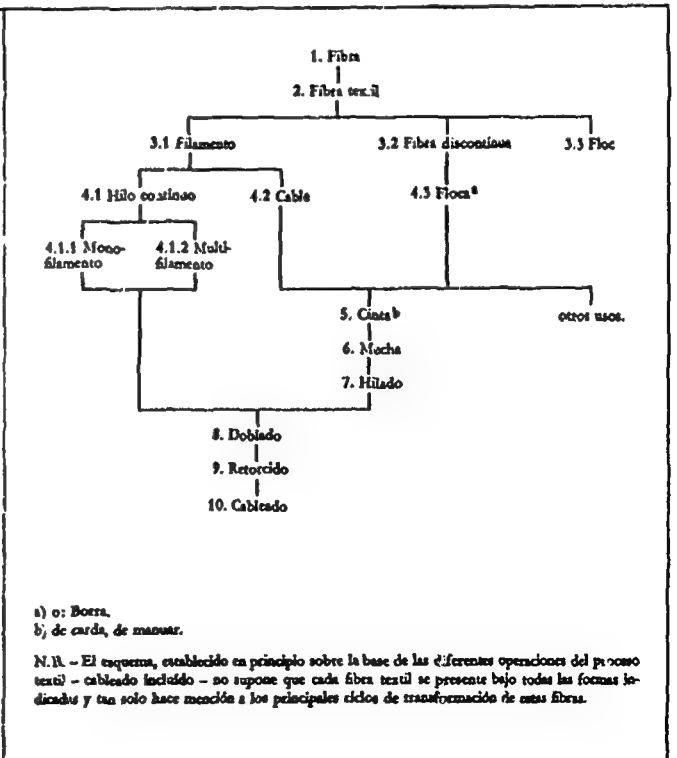 1. Fibra
2. Fibra textil
3.1 Filamento 3.2 Fibra discontinua 3.3 Floc
4.1 Hilo continuo 4.2 Cable 4.3 Floca a
4.1.1 Mono- 4.1.2 Multi-
filamento filamento
5. Cinta b otros usos.
6. Mecha
7. Hilado
8. Doblado
9. Retorcido
10. Cableado
a) o: Borra.
b) de carda, de manuar.
N.R. – El esquema, establecido en principio sobre la base de las diferentes operaciones del proceso
textil – cableado incluído – no supone que cada fibra textil se presente bajo todas las formas in-
dicadas y tan solo hace mención a los principales ciclos de transformación de estas fibras.